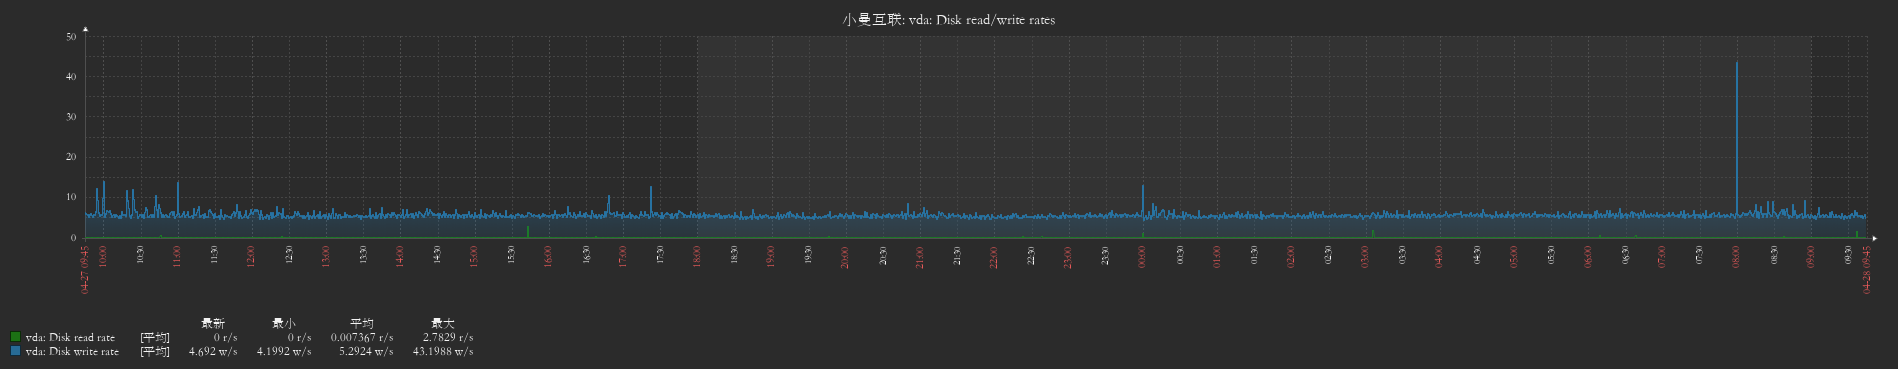 小曼互联: vda: Disk read/write rates
50
40
30
20
10
0
04-27 09:45 10:00 10:30 11:00 11:30 12:00 12:30 13:00 13:30 14:00 14:30 15:00 15:30 16:00 16:30 17:00 17:30 18:00 18:30 19:00 19:30 20:00 20:30 21:00 21:30 22:00 22:30 23:00 23:30 00:00 00:30 01:00 01:30 02:00 02:30 03:00 03:30 04:00 04:30 05:00 05:30 06:00 06:30 07:00 07:30 08:00 08:30 09:00 09:30 04-28 09:45
最新 最小 平均 最大
vda: Disk read rate [平均] 0 r/s 0 r/s 0.007367 r/s 2.7829 r/s
vda: Disk write rate [平均] 4.692 w/s 4.1992 w/s 5.2924 w/s 43.1988 w/s